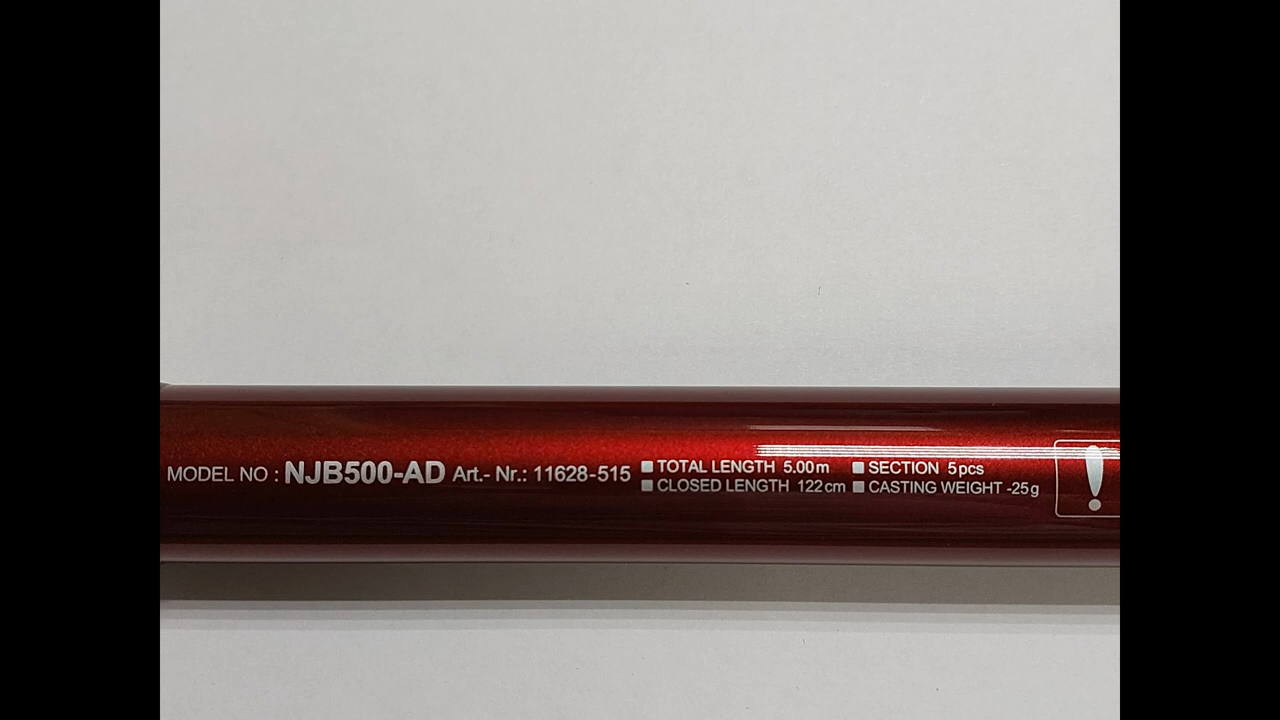 MODEL NO : NJB500-AD Art.- Nr.: 11628-515
■ TOTAL LENGTH 5.00m ■ SECTION 5pcs
■ CLOSED LENGTH 122cm ■ CASTING WEIGHT -25g
!